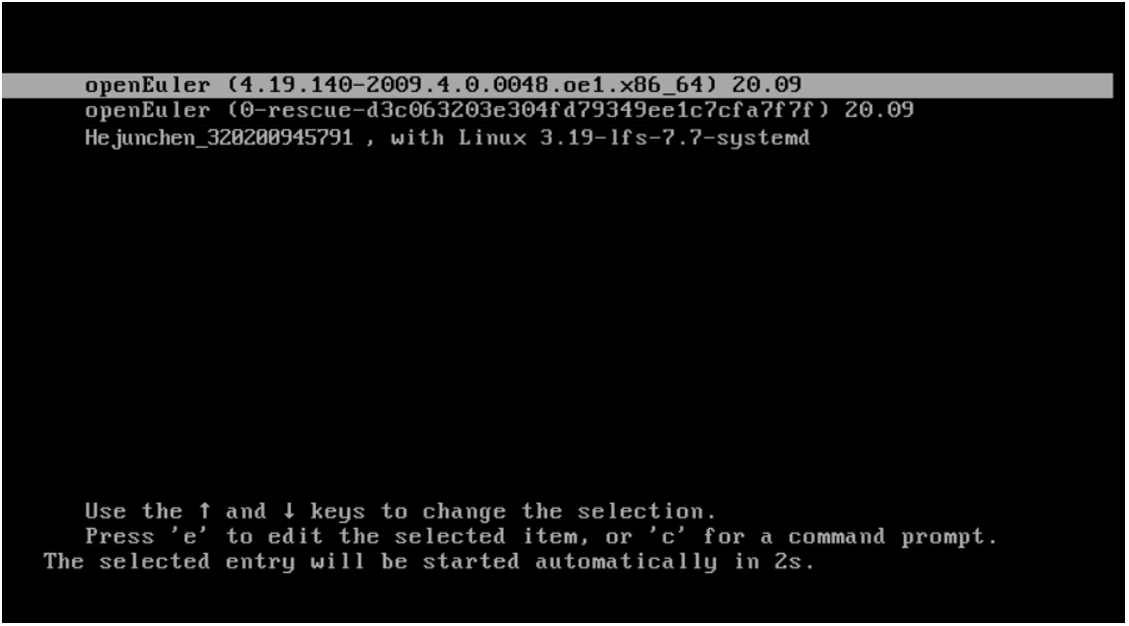 openEuler (4.19.140-2009.4.0.0048.oe1.x86_64) 20.09
openEuler (0-rescue-d3c063203e304fd79349ee1c7cfa7f7f) 20.09
Hejunchen_320200945791 , with Linux 3.19-lfs-7.7-systemd
Use the ↑ and ↓ keys to change the selection.
Press 'e' to edit the selected item, or 'c' for a command prompt.
The selected entry will be started automatically in 2s.